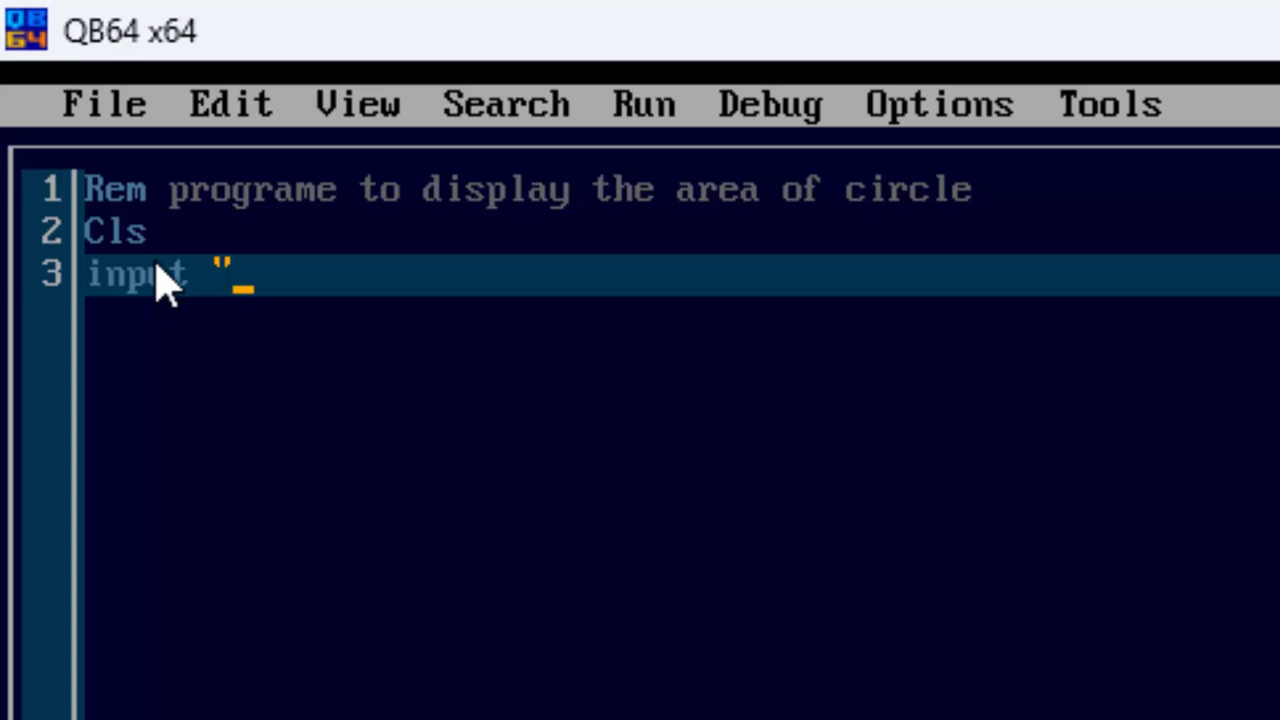 QB64 x64
File Edit View Search Run Debug Options Tools
1 Rem programe to display the area of circle
2 Cls
3 input "_